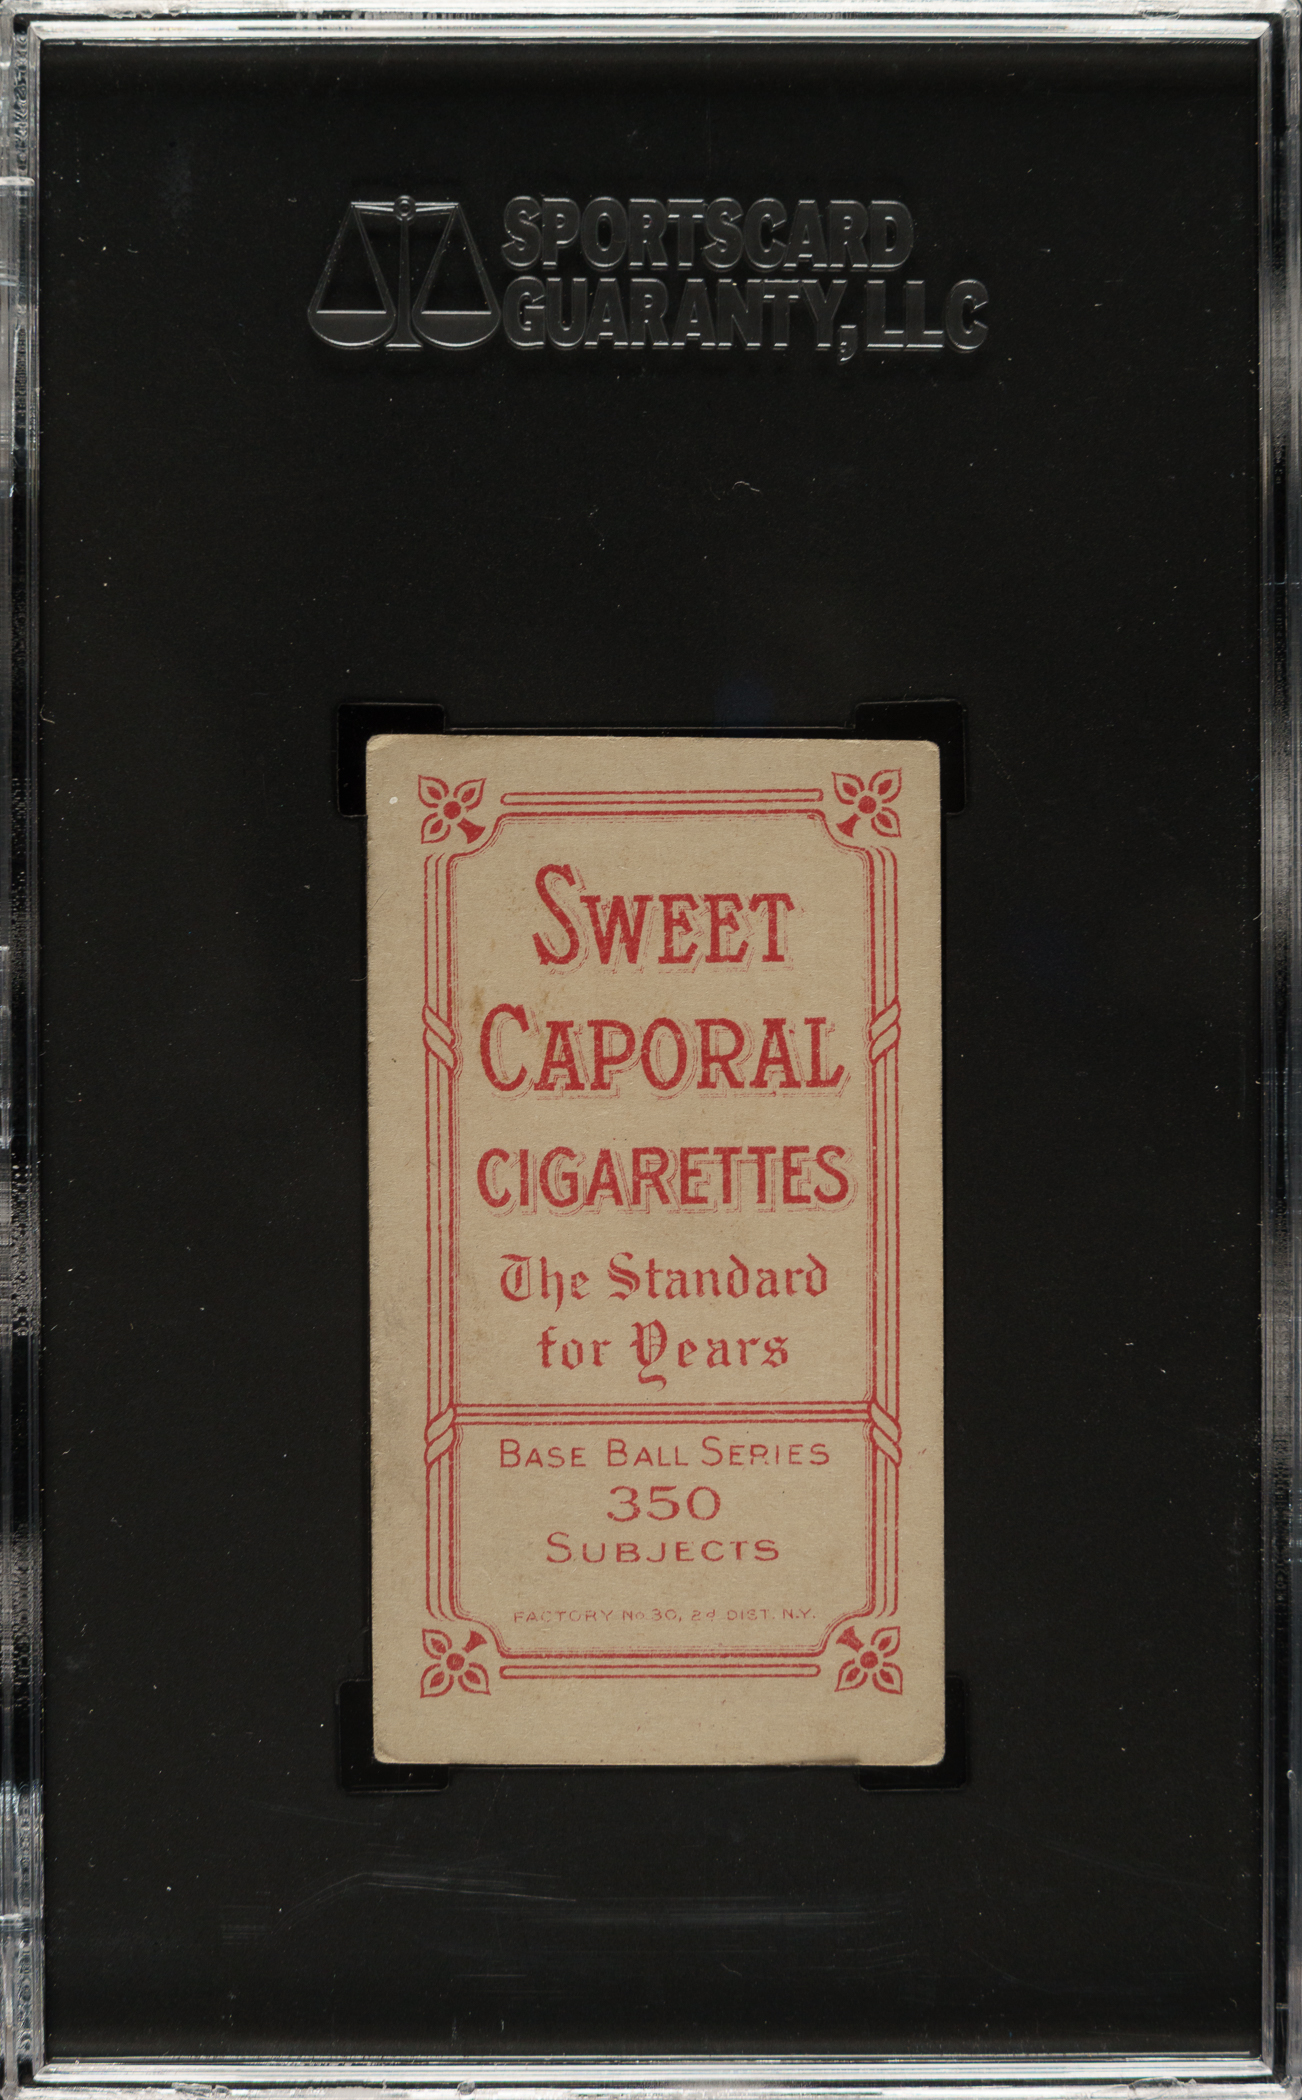 SPORTSCARD
GUARANTY, LLC
SWEET
CAPORAL
CIGARETTES
The Standard
for Years
BASE BALL SERIES
350
SUBJECTS
FACTORY No. 30, 2d DIST. N.Y.